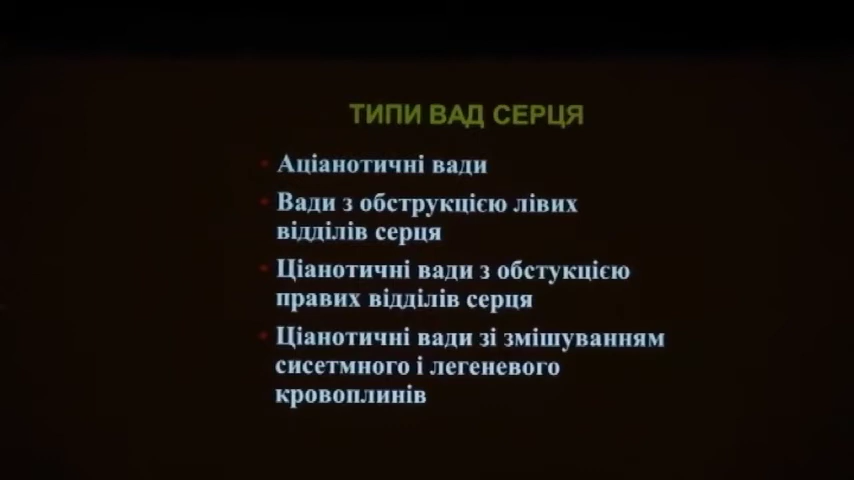 ТИПИ ВАД СЕРЦЯ
Аціанотичні вади
Вади з обструкцією лівих
відділів серця
Ціанотичні вади з обстукцією
правих відділів серця
Ціанотичні вади зі змішуванням
сисетмного і легеневого
кровоплинів